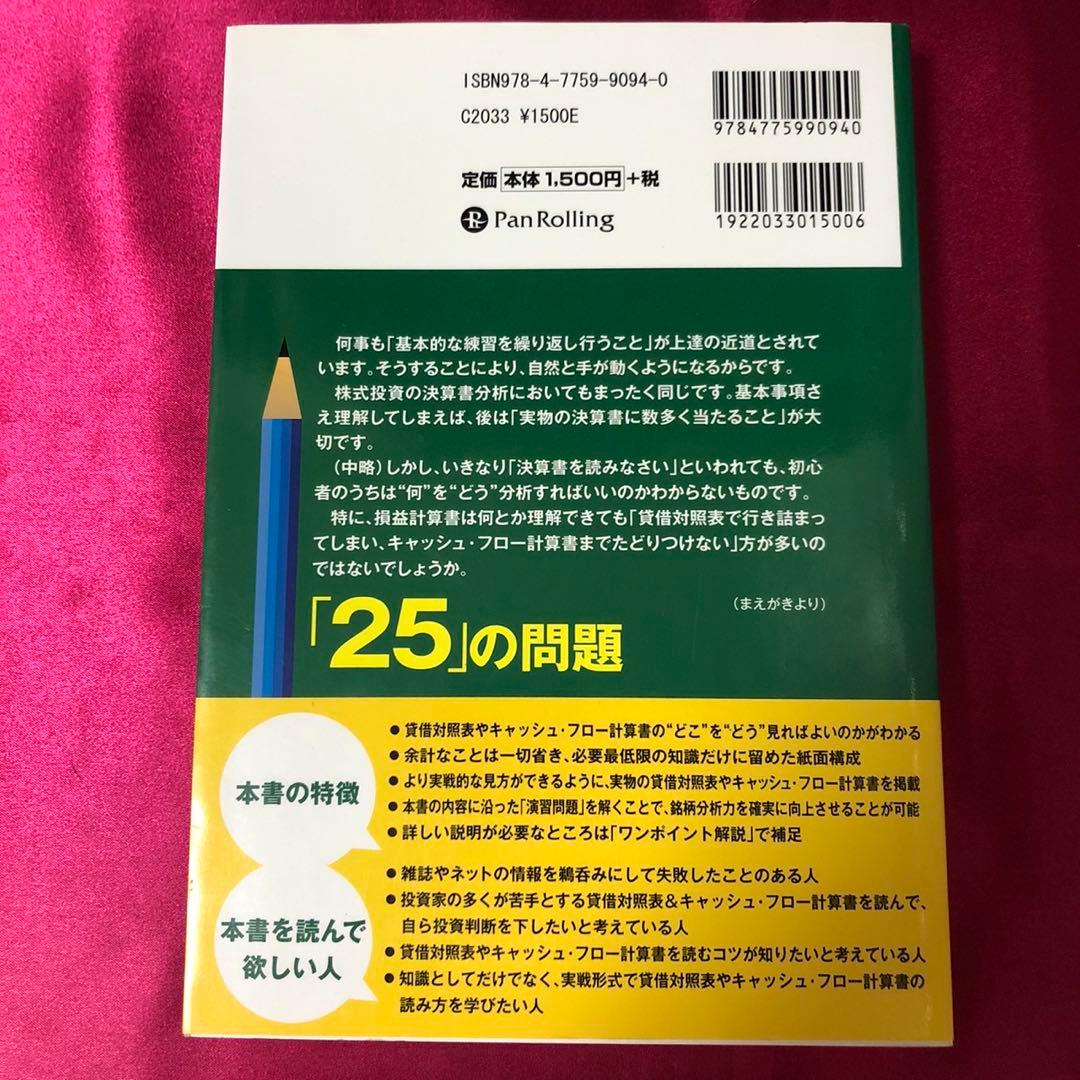 ISBN978-4-7759-9094-0
C2033 ¥1500E
9784775990940
定価 本体1,500円+税
PanRolling
1922033015006
何事も「基本的な練習を繰り返し行うこと」が上達の近道とされて
います。そうすることにより、自然と手が動くようになるからです。
株式投資の決算書分析においてもまったく同じです。基本事項さ
え理解してしまえば、後は「実物の決算書に数多く当たること」が大
切です。
（中略）しかし、いきなり「決算書を読みなさい」といわれても、初心
者のうちは“何”を“どう”分析すればいいのかわからないものです。
特に、損益計算書は何とか理解できても「貸借対照表で行き詰まっ
てしまい、キャッシュ・フロー計算書までたどりつけない」方が多いの
ではないでしょうか。
（まえがきより）
「25」の問題
本書の特徴
●貸借対照表やキャッシュ・フロー計算書の“どこ”を“どう”見ればよいのかがわかる
●余計なことは一切省き、必要最低限の知識だけに留めた紙面構成
●より実戦的な見方ができるように、実物の貸借対照表やキャッシュ・フロー計算書を掲載
●本書の内容に沿った「演習問題」を解くことで、銘柄分析力を確実に向上させることが可能
●詳しい説明が必要なところは「ワンポイント解説」で補足
本書を読んで
欲しい人
●雑誌やネットの情報を鵜呑みにして失敗したことのある人
●投資家の多くが苦手とする貸借対照表&キャッシュ・フロー計算書を読んで、
自ら投資判断を下したいと考えている人
●貸借対照表やキャッシュ・フロー計算書を読むコツが知りたいと考えている人
●知識としてだけでなく、実戦形式で貸借対照表やキャッシュ・フロー計算書の
読み方を学びたい人